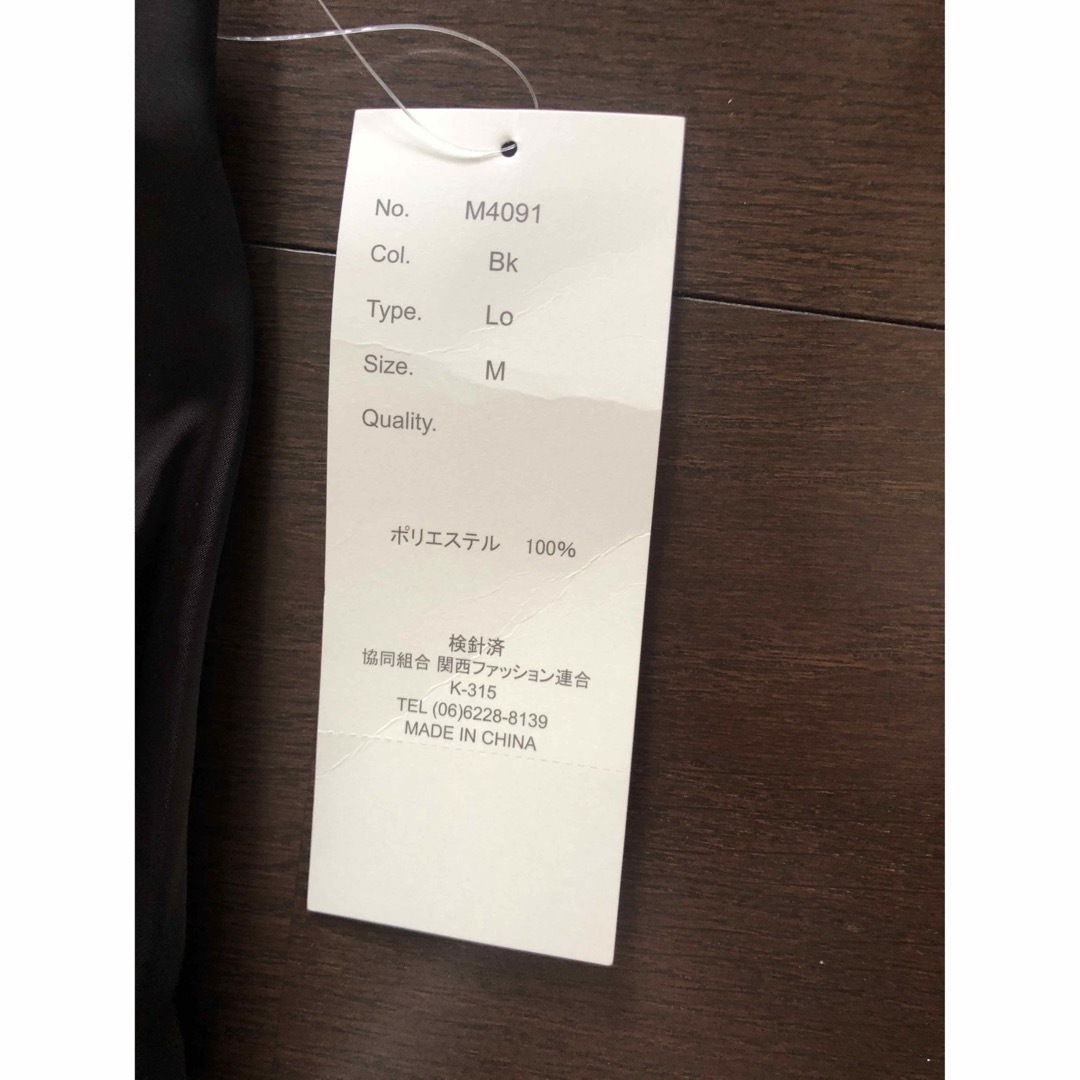 No. M4091
Col. Bk
Type. Lo
Size. M
Quality.
ポリエステル 100%
検針済
協同組合 関西ファッション連合
K-315
TEL (06)6228-8139
MADE IN CHINA